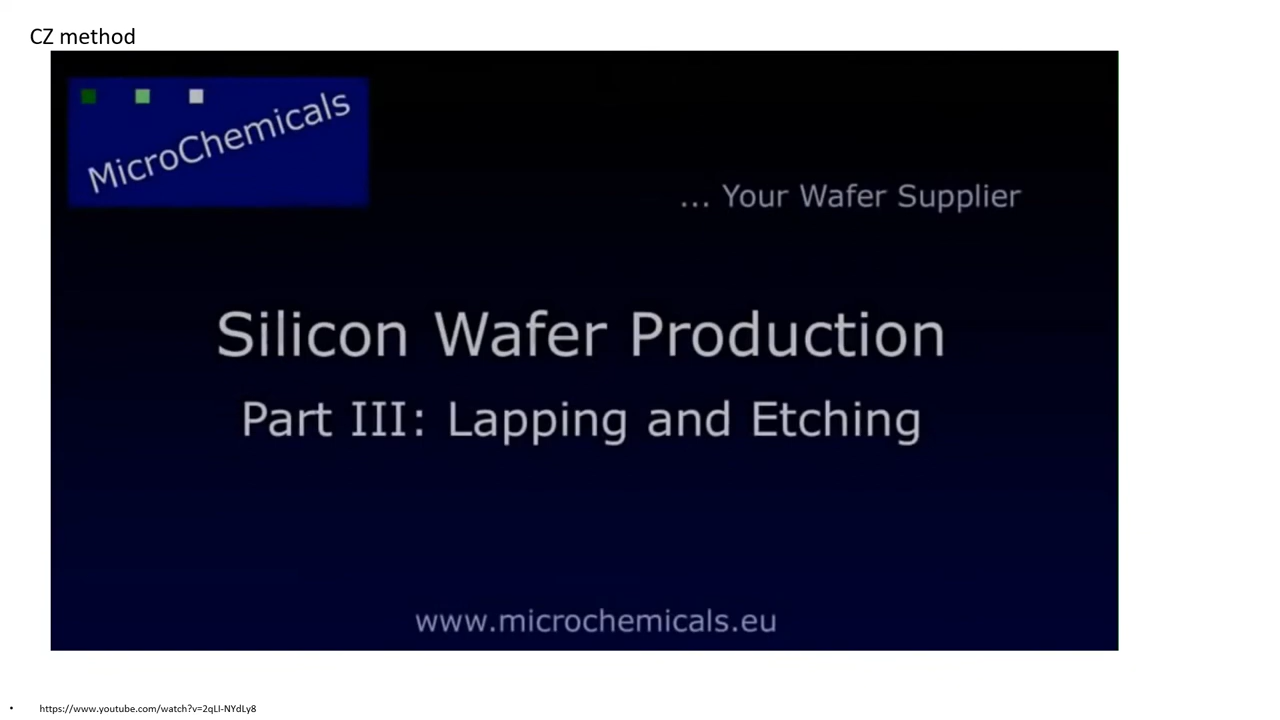 CZ method
MicroChemicals
... Your Wafer Supplier
Silicon Wafer Production
Part III: Lapping and Etching
www.microchemicals.eu
• https://www.youtube.com/watch?v=2qLI-NYdLy8